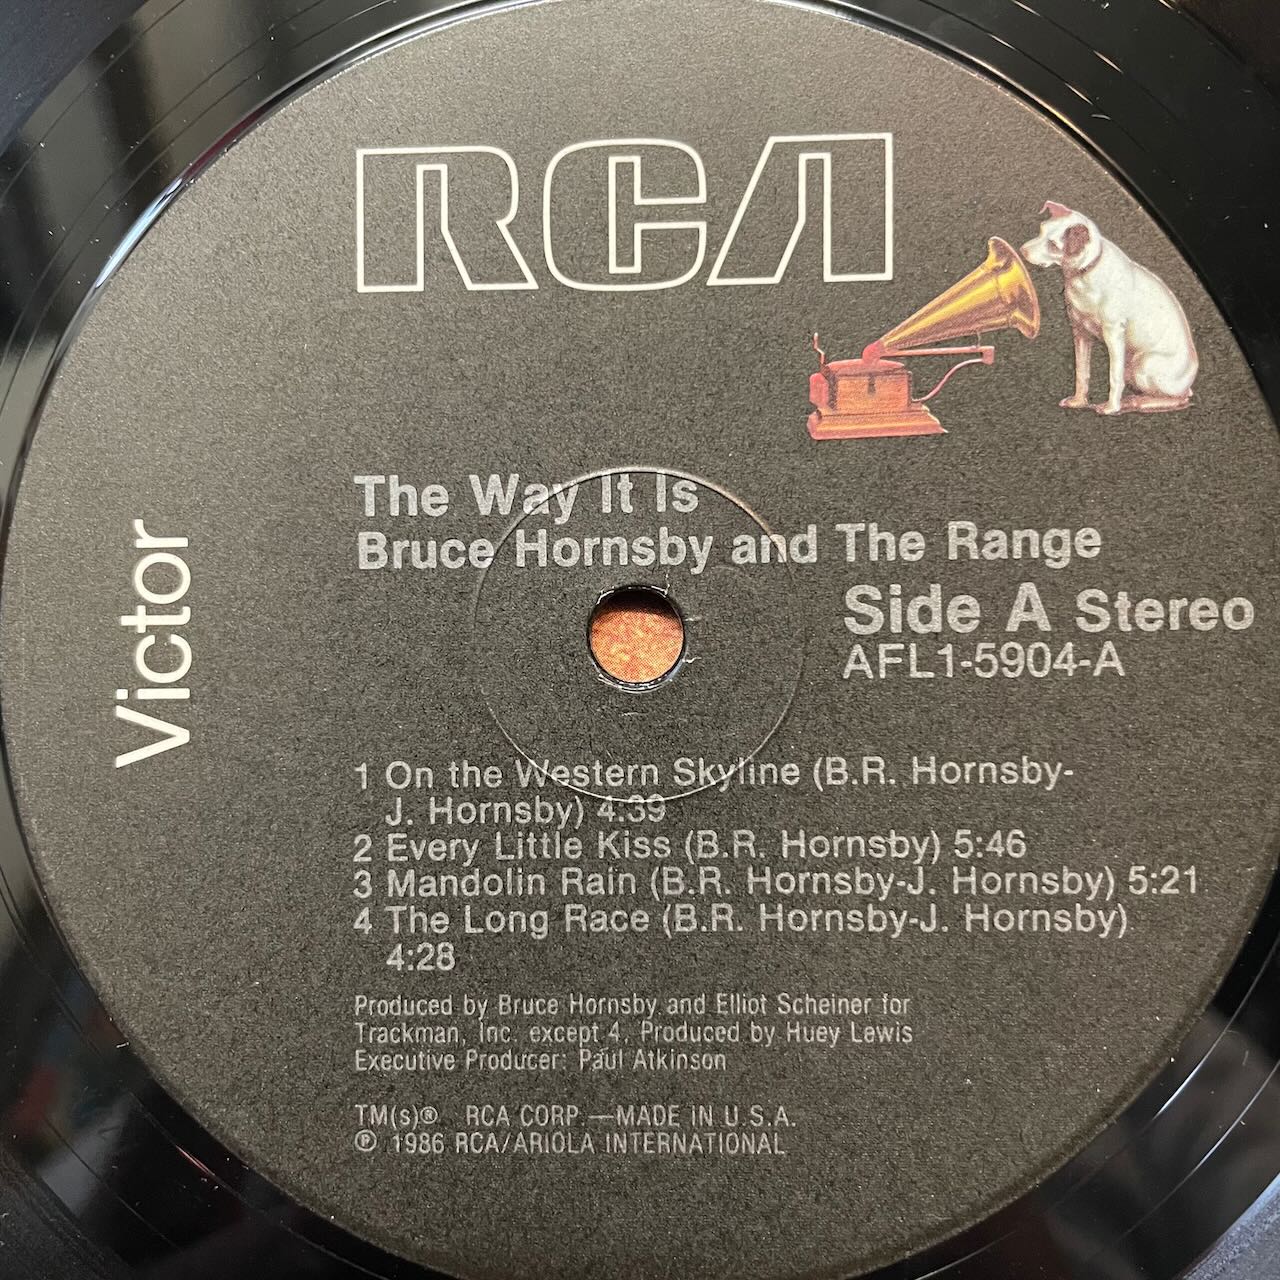 RCA
Victor
The Way It Is
Bruce Hornsby and The Range
Side A Stereo
AFL1-5904-A
1 On the Western Skyline (B.R. Hornsby-
J. Hornsby) 4:39
2 Every Little Kiss (B.R. Hornsby) 5:46
3 Mandolin Rain (B.R. Hornsby-J. Hornsby) 5:21
4 The Long Race (B.R. Hornsby-J. Hornsby)
4:28
Produced by Bruce Hornsby and Elliot Scheiner for
Trackman, Inc. except 4, Produced by Huey Lewis
Executive Producer: Paul Atkinson
TM(s)® RCA CORP.—MADE IN U.S.A.
℗ 1986 RCA/ARIOLA INTERNATIONAL